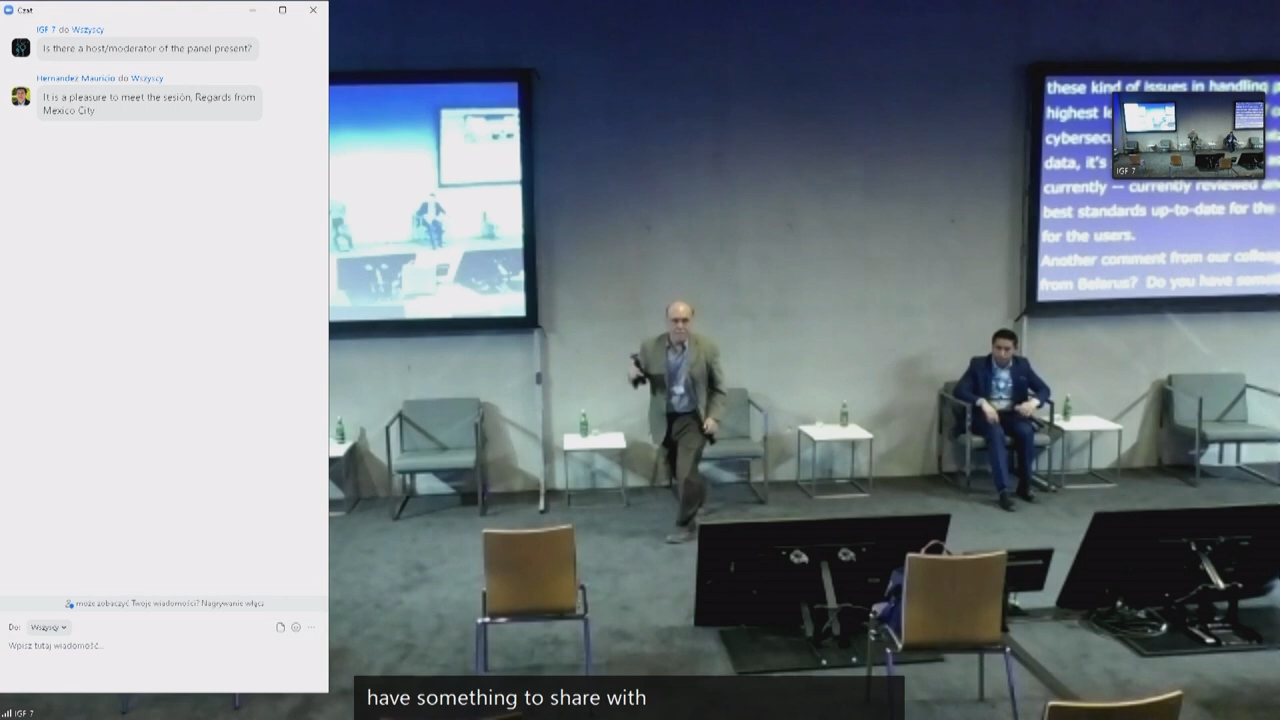 Czat
IGF 7 do Wszyscy
Is there a host/moderator of the panel present?
Hernandez Mauricio do Wszyscy
It is a pleasure to meet the sesión, Regards from
Mexico City
może zobaczyć Twoje wiadomości? Nagrywanie włącz
Do: Wszyscy
Wpisz tutaj wiadomość...
IGF 7
these kind of issues in handling
highest
cybersecu
data, it's
currently — currently reviewed
best standards up-to-date for the
for the users.
Another comment from our
from Belarus? Do you have
IGF 7
have something to share with